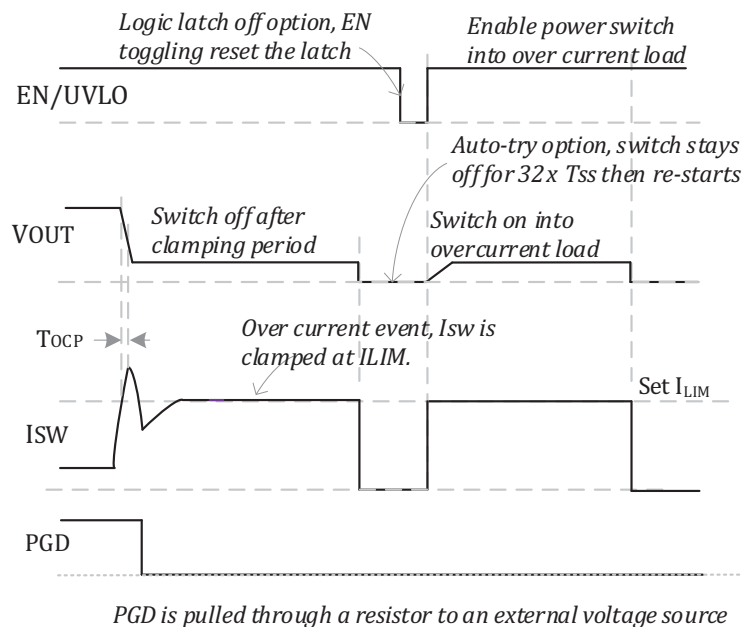 Logic latch off option, EN
toggling reset the latch
Enable power switch
into over current load
EN/UVLO
Auto-try option, switch stays
off for 32x Tss then re-starts
VOUT
Switch off after
clamping period
Switch on into
overcurrent load
TOCP
Over current event, Isw is
clamped at ILIM.
Set ILIM
ISW
PGD
PGD is pulled through a resistor to an external voltage source